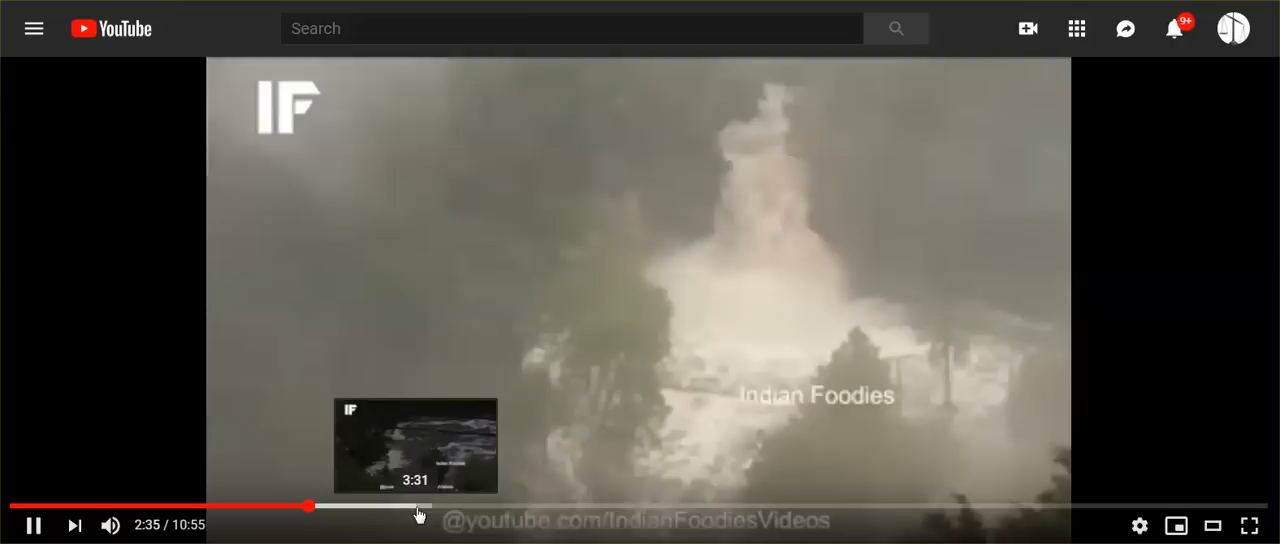 YouTube
Search
9+
IF
Indian Foodies
IF
3:31
2:35 / 10:55
@youtube.com/IndianFoodiesVideos